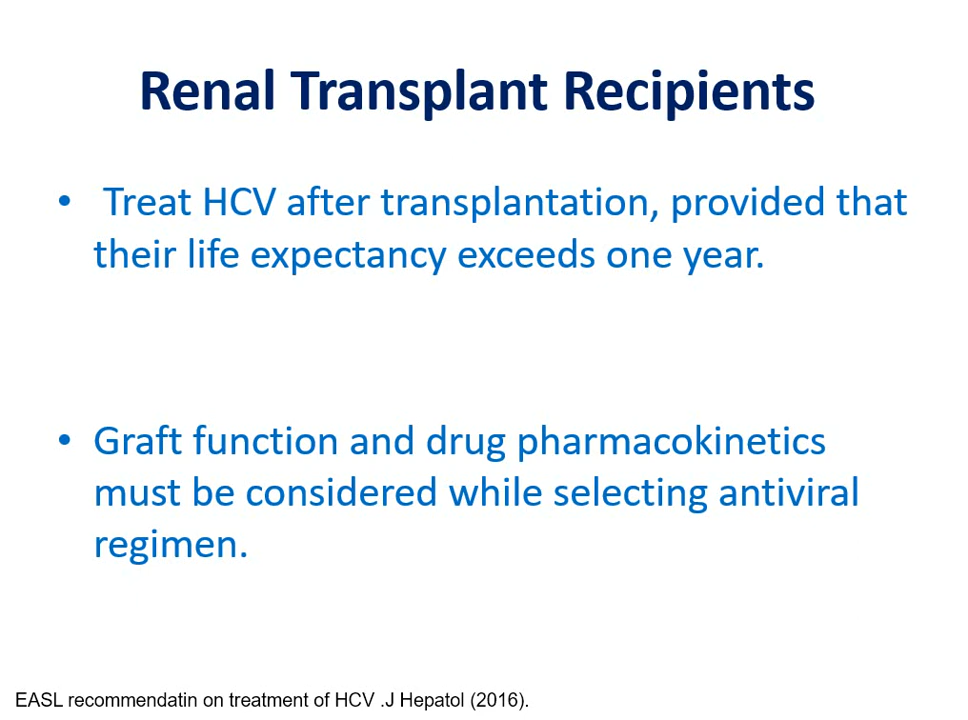 Renal Transplant Recipients
• Treat HCV after transplantation, provided that
their life expectancy exceeds one year.
• Graft function and drug pharmacokinetics
must be considered while selecting antiviral
regimen.
EASL recommendatin on treatment of HCV .J Hepatol (2016).